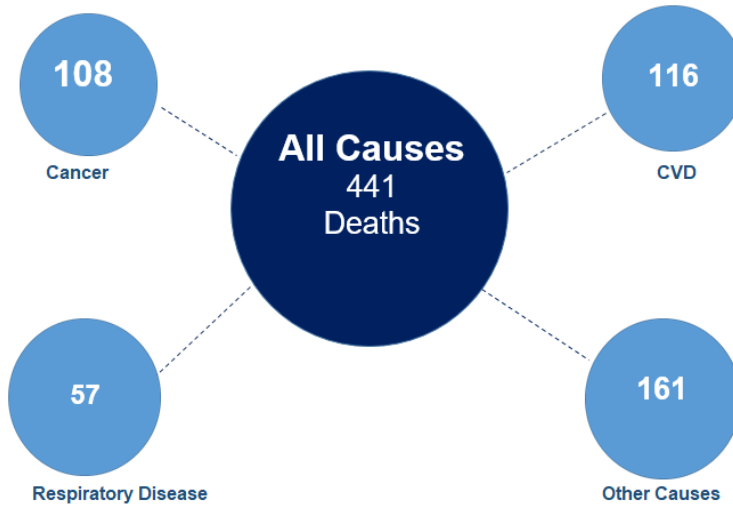 108
Cancer
116
CVD
All Causes
441
Deaths
57
Respiratory Disease
161
Other Causes